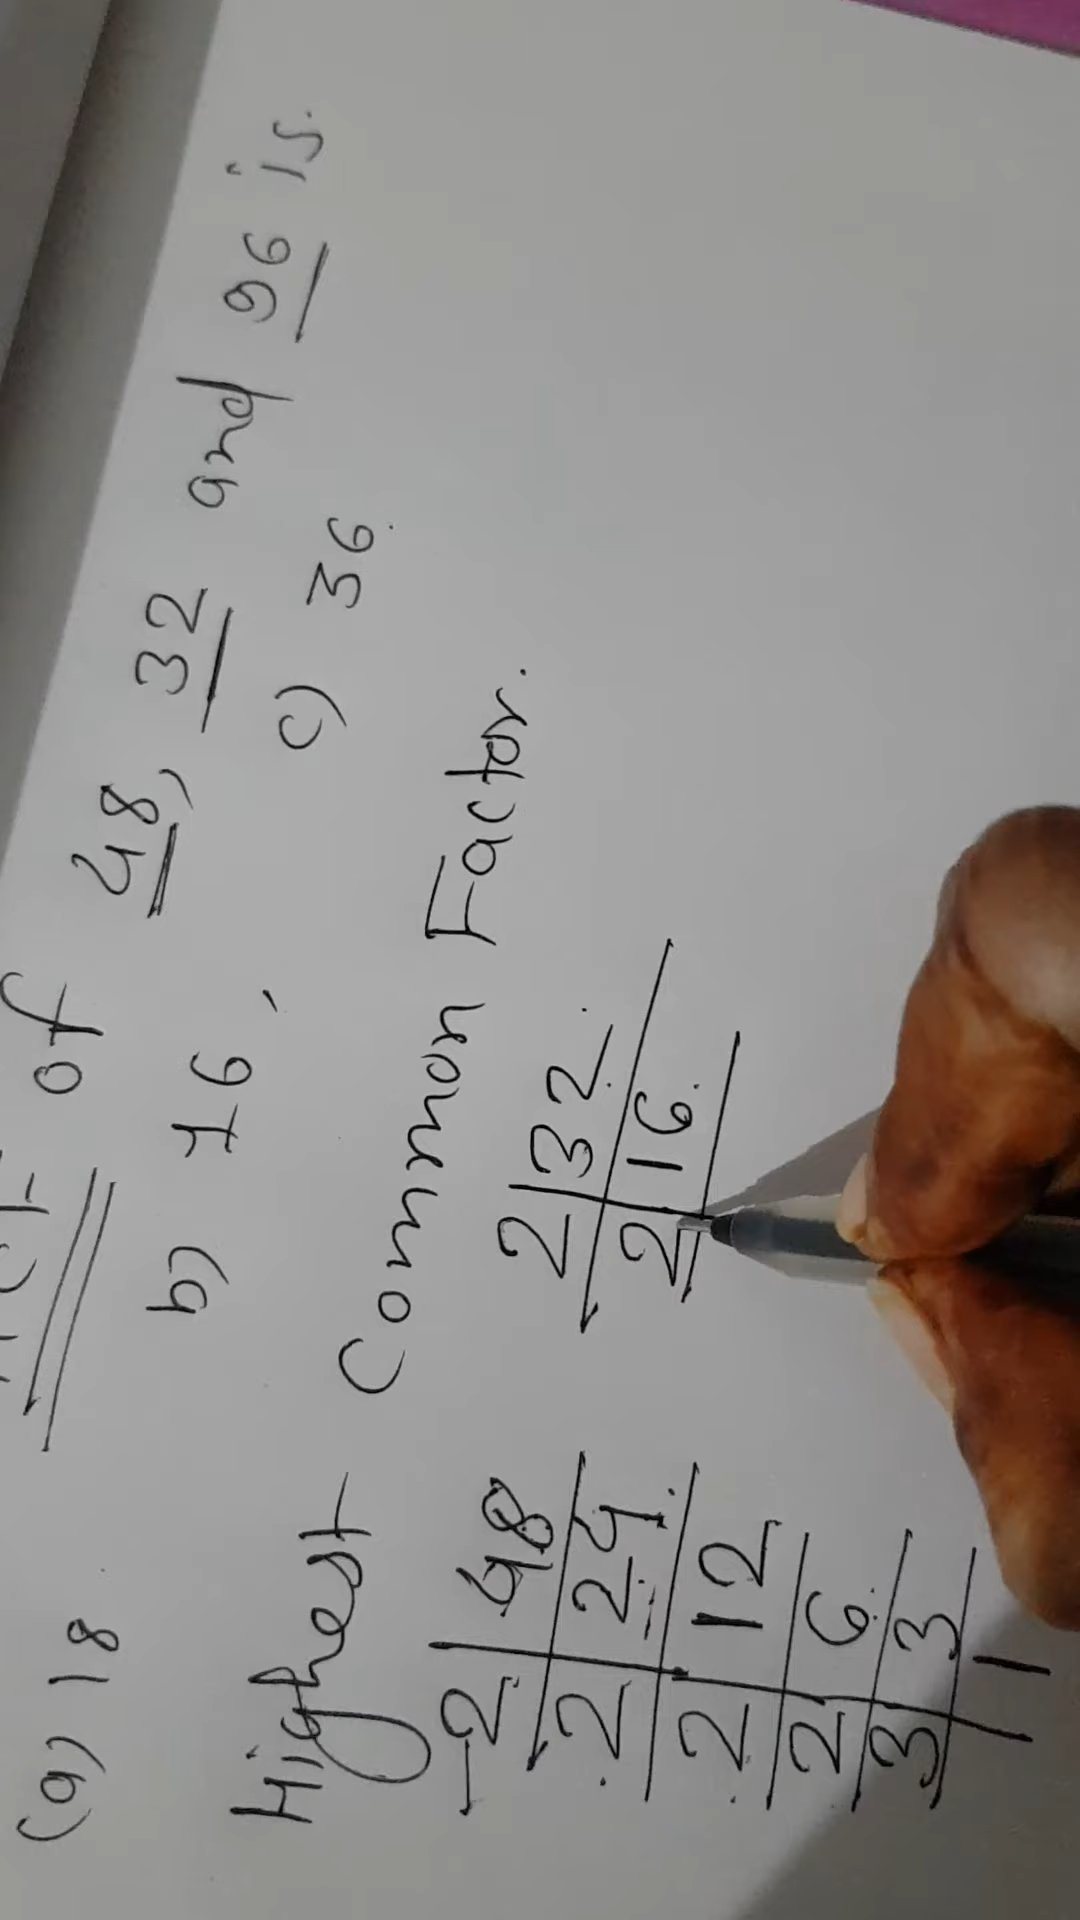 HCF of 48, 32 and 96 is.
(a) 18 b) 16, c) 36.
Highest Common Factor.
2 48 2 32.
2 24. 2 16.
2 12
2 6.
3 3
1